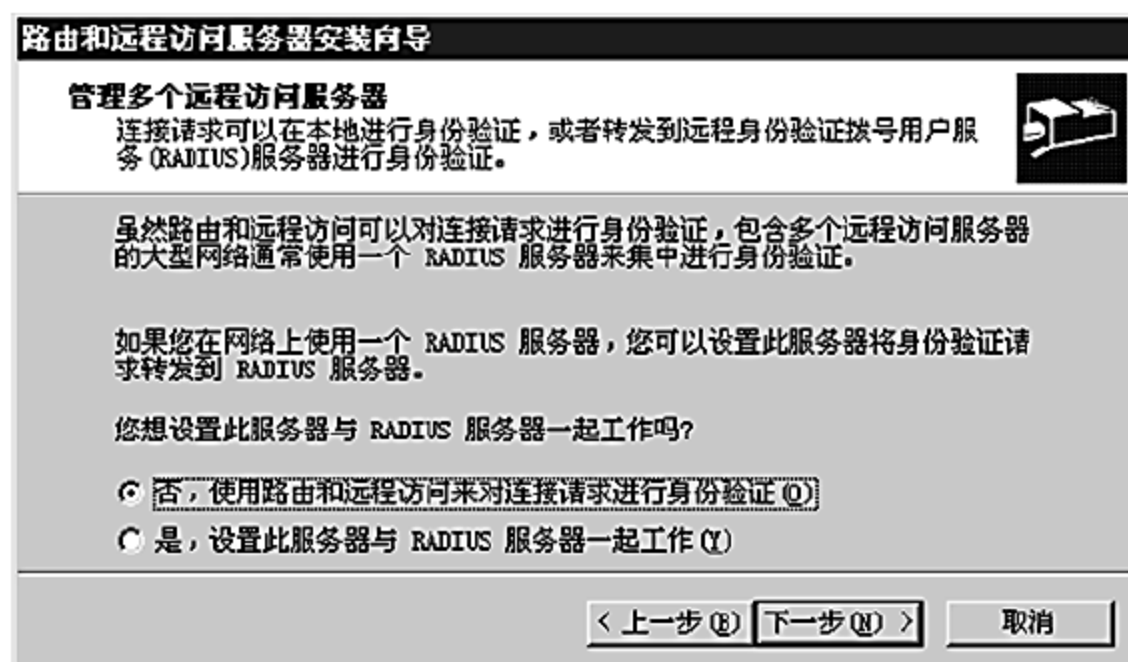 路由和远程访问服务器安装向导
管理多个远程访问服务器
连接请求可以在本地进行身份验证，或者转发到远程身份验证拨号用户服
务(RADIUS)服务器进行身份验证。
虽然路由和远程访问可以对连接请求进行身份验证，包含多个远程访问服务器
的大型网络通常使用一个 RADIUS 服务器来集中进行身份验证。
如果您在网络上使用一个 RADIUS 服务器，您可以设置此服务器将身份验证请
求转发到 RADIUS 服务器。
您想设置此服务器与 RADIUS 服务器一起工作吗?
否，使用路由和远程访问来对连接请求进行身份验证(O)
是，设置此服务器与 RADIUS 服务器一起工作(Y)
< 上一步(B) 下一步(N) > 取消